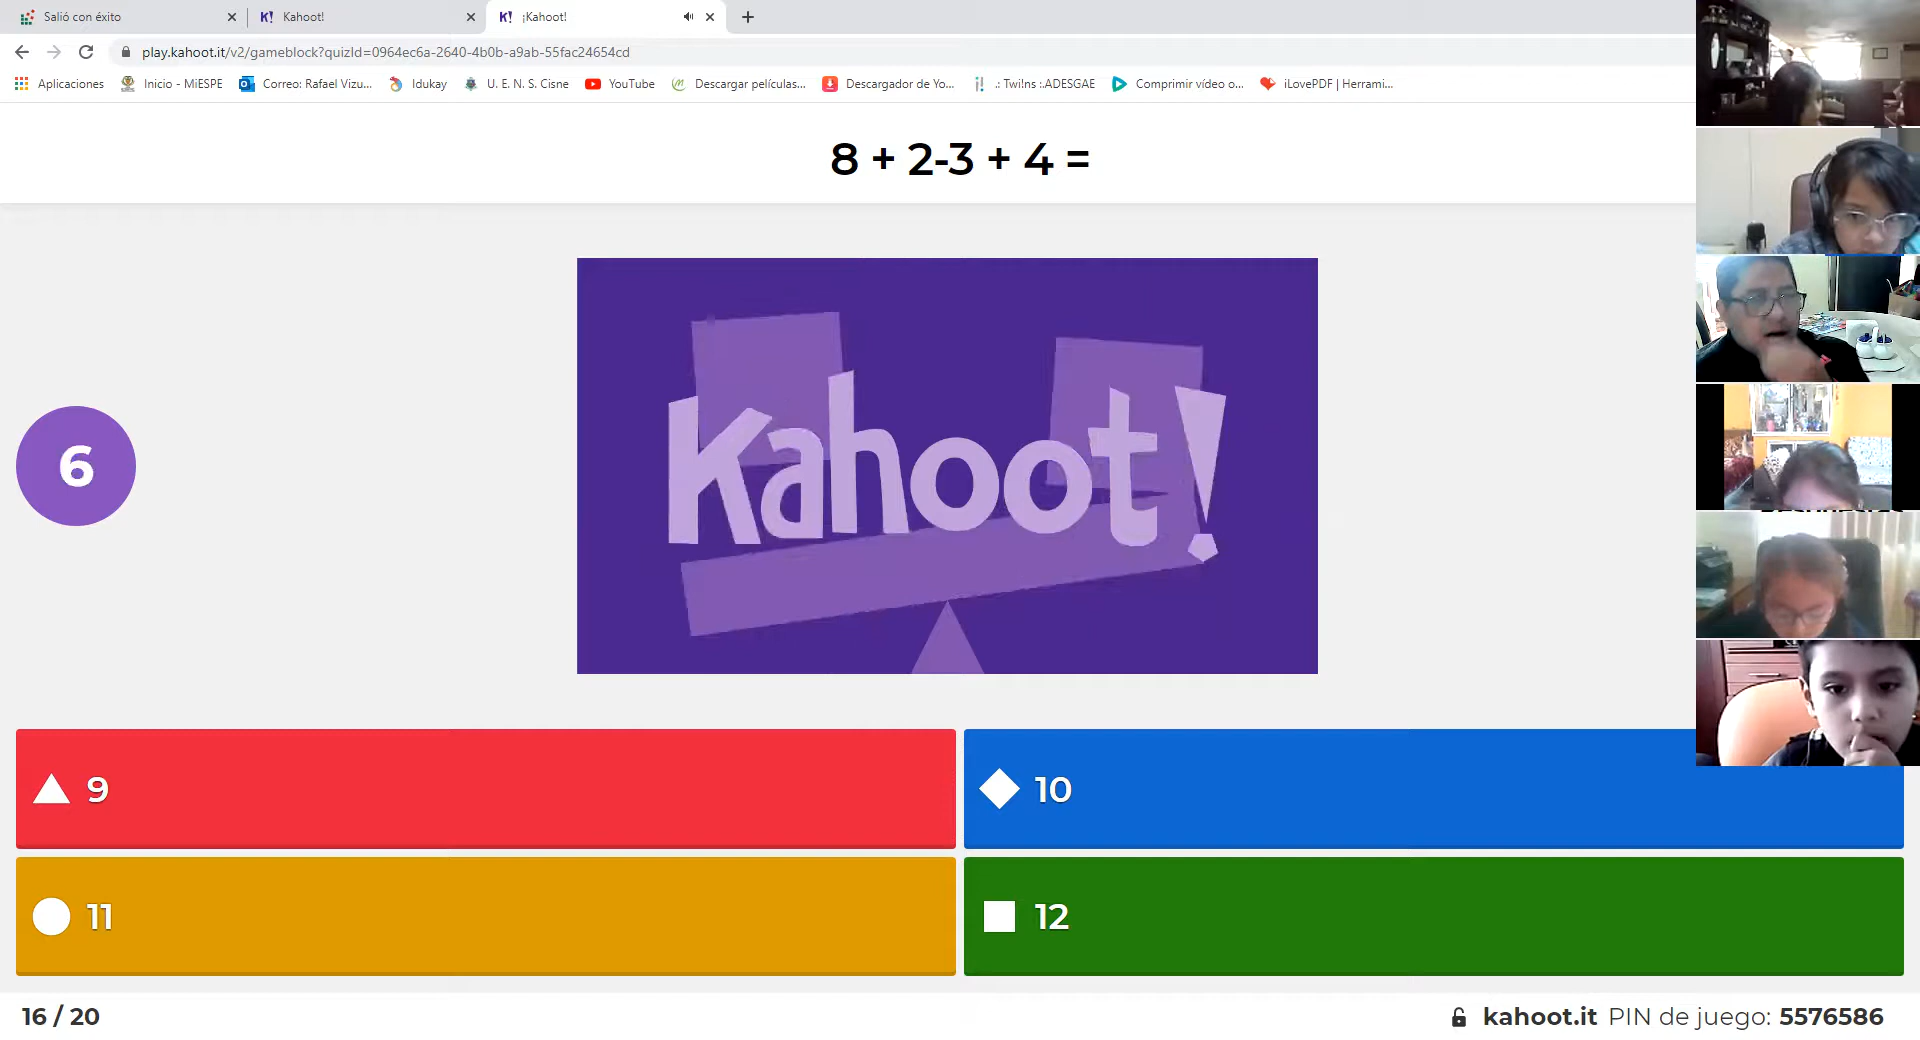 Salió con éxito
Kahoot!
¡Kahoot!
play.kahoot.it/v2/gameblock?quizId=0964ec6a-2640-4b0b-a9ab-55fac24654cd
Aplicaciones Inicio - MiESPE Correo: Rafael Vizu... Idukay U. E. N. S. Cisne YouTube Descargar películas... Descargador de Yo... .: Twi!ns :.ADESGAE Comprimir vídeo o... iLovePDF | Herrami...
8 + 2-3 + 4 =
6
Kahoot!
9
10
11
12
16 / 20
kahoot.it PIN de juego: 5576586